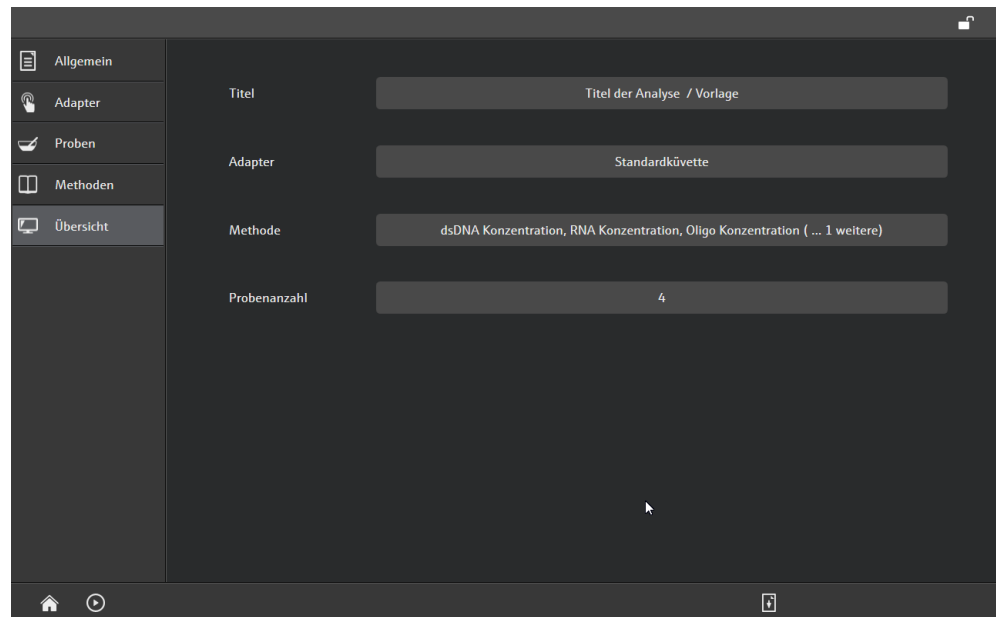 Allgemein
Adapter
Proben
Methoden
Übersicht
Titel
Titel der Analyse / Vorlage
Adapter
Standardküvette
Methode
dsDNA Konzentration, RNA Konzentration, Oligo Konzentration ( ... 1 weitere)
Probenanzahl
4